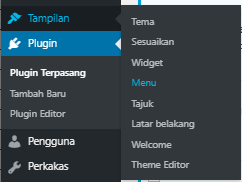 Tampilan
Plugin
Plugin Terpasang
Tambah Baru
Plugin Editor
Pengguna
Perkakas
Tema
Sesuaikan
Widget
Menu
Tajuk
Latar belakang
Welcome
Theme Editor